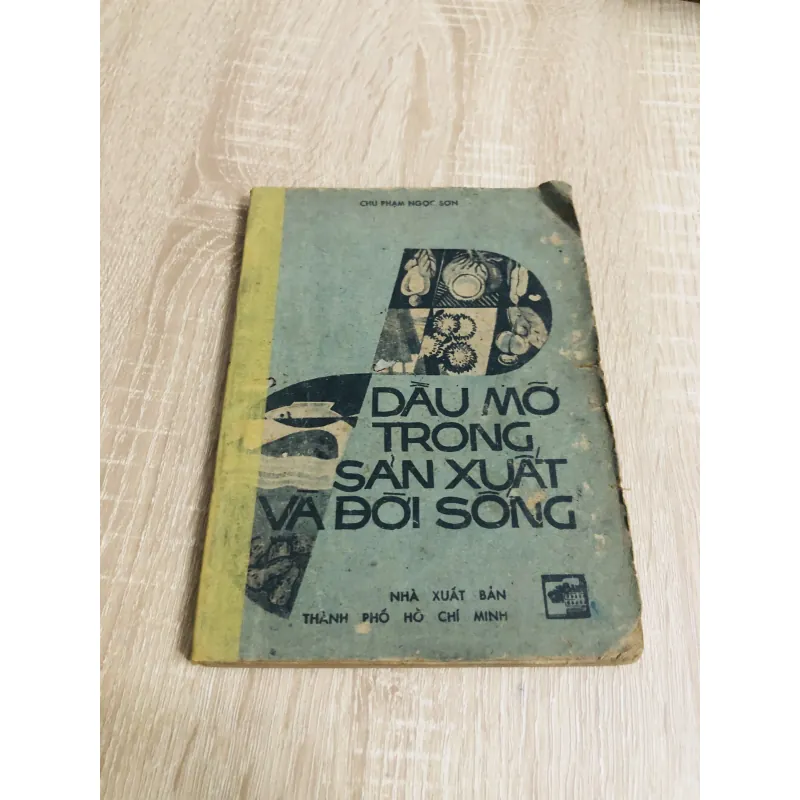 CHU PHẠM NGỌC SƠN
DẦU MỠ
TRONG
SẢN XUẤT
VÀ ĐỜI SỐNG
NHÀ XUẤT BẢN
THÀNH PHỐ HỒ CHÍ MINH